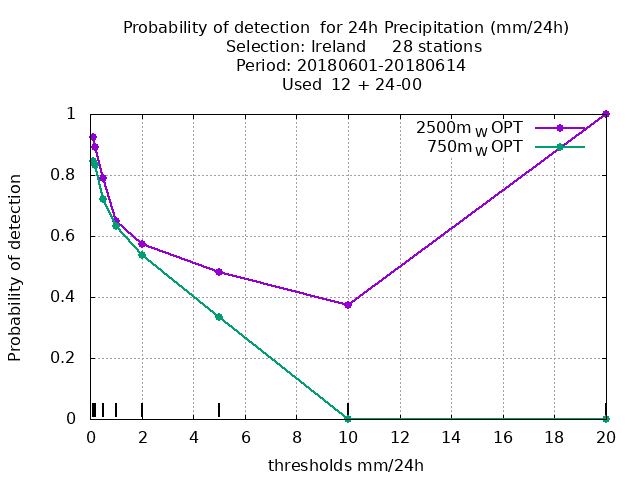 Probability of detection  for 24h Precipitation (mm/24h)
Selection: Ireland     28 stations
Period: 20180601-20180614
Used  12 + 24-00
2500m W OPT
750m W OPT
1
0.8
0.6
0.4
0.2
0
Probability of detection
0 2 4 6 8 10 12 14 16 18 20
thresholds mm/24h